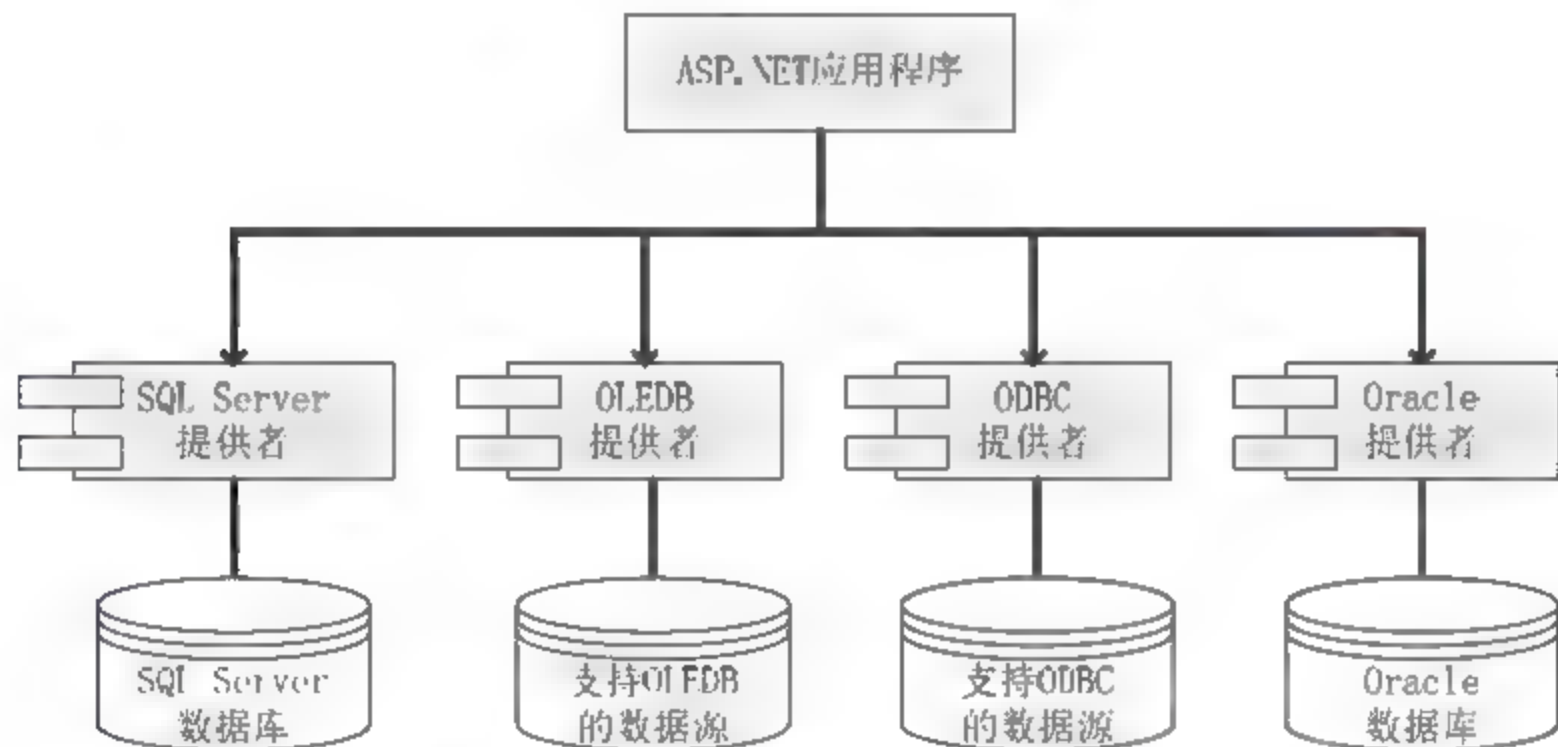 ASP.NET应用程序
SQL Server
提供者
OLEDB
提供者
ODBC
提供者
Oracle
提供者
SQL Server
数据库
支持OLEDB
的数据源
支持ODBC
的数据源
Oracle
数据库